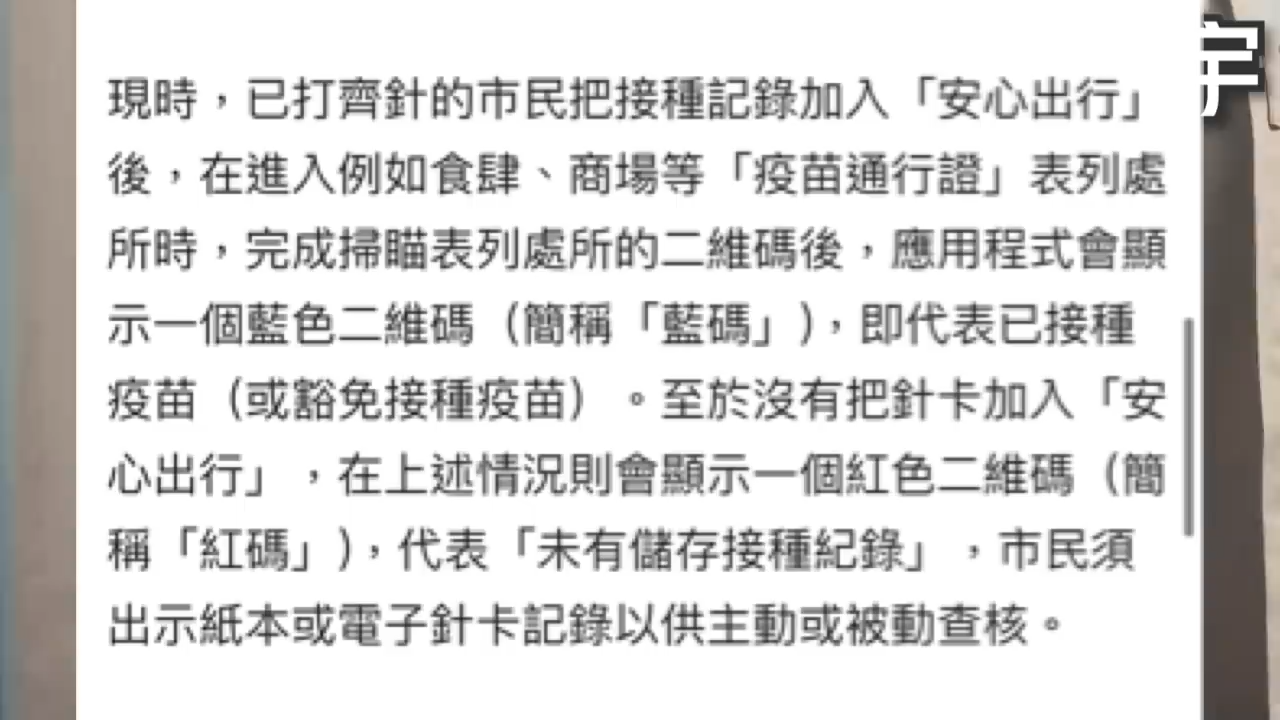 宇
現時，已打齊針的市民把接種記錄加入「安心出行」
後，在進入例如食肆、商場等「疫苗通行證」表列處
所時，完成掃瞄表列處所的二維碼後，應用程式會顯
示一個藍色二維碼（簡稱「藍碼」)，即代表已接種
疫苗（或豁免接種疫苗）。至於沒有把針卡加入「安
心出行」，在上述情況則會顯示一個紅色二維碼（簡
稱「紅碼」)，代表「未有儲存接種紀錄」，市民須
出示紙本或電子針卡記錄以供主動或被動查核。